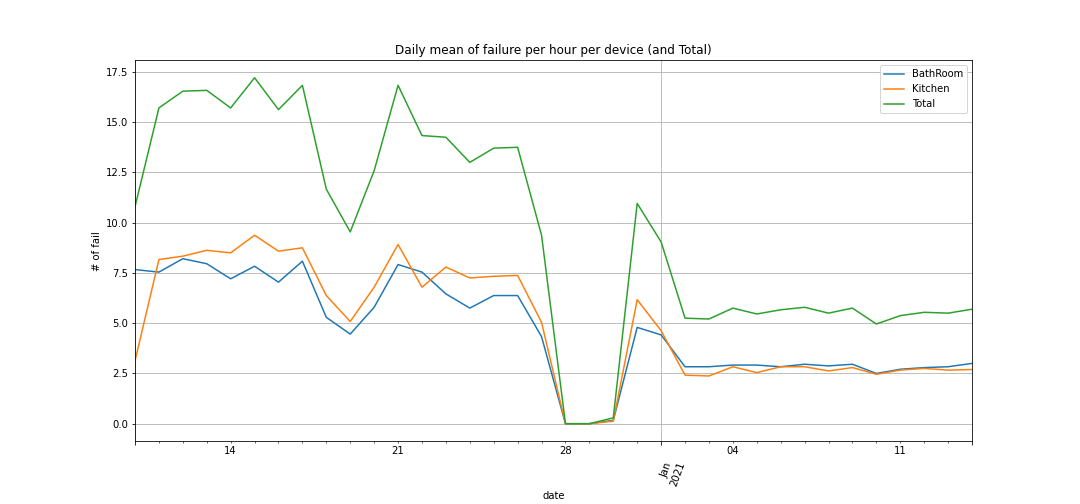 Daily mean of failure per hour per device (and Total)
17.5
15.0
12.5
10.0
7.5
5.0
2.5
0.0
# of fail
BathRoom
Kitchen
Total
14
21
28
Jan
2021
04
11
date